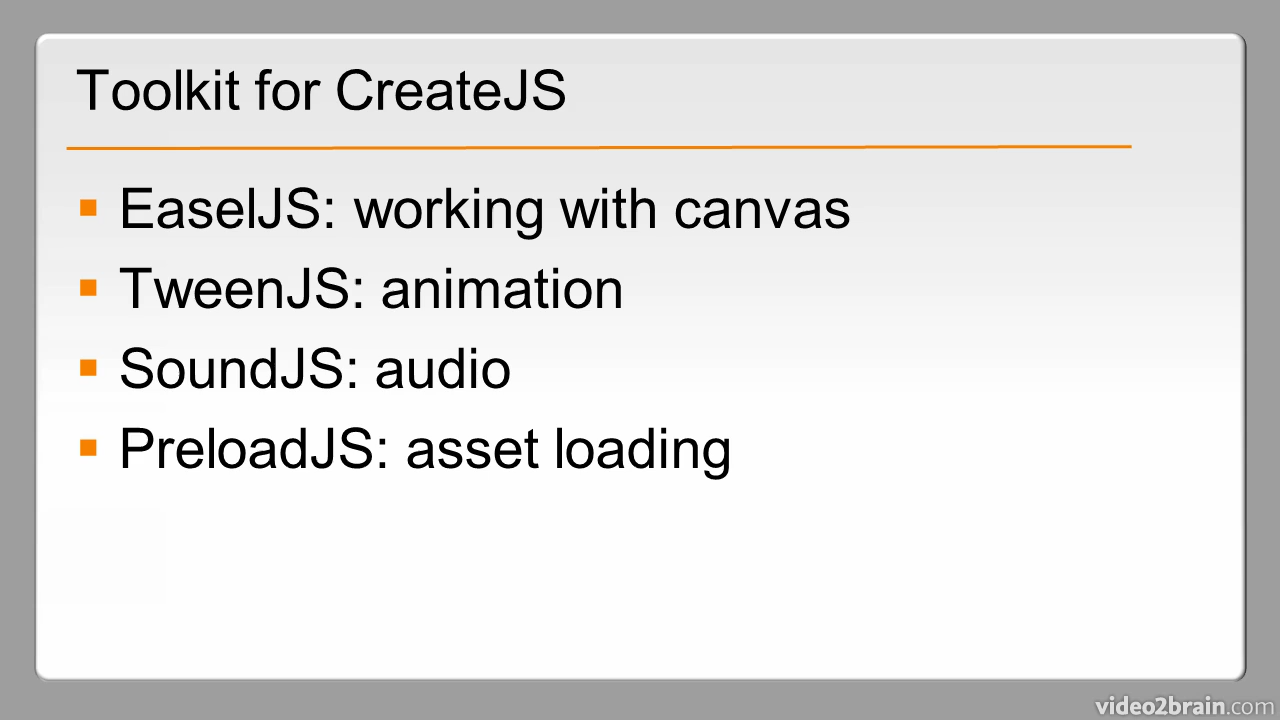 Toolkit for CreateJS
EaselJS: working with canvas
TweenJS: animation
SoundJS: audio
PreloadJS: asset loading
video2brain.com